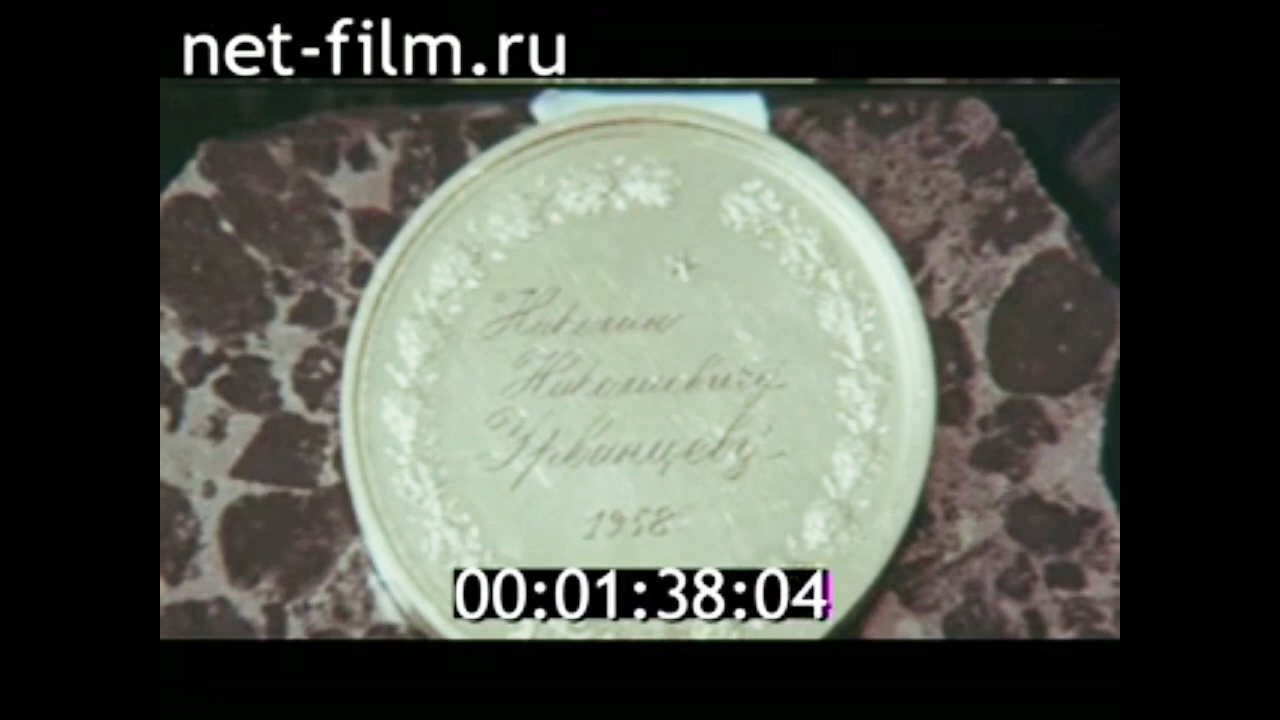 net-film.ru
Николаю
Николаевичу
Урванцеву
1958
00:01:38:04